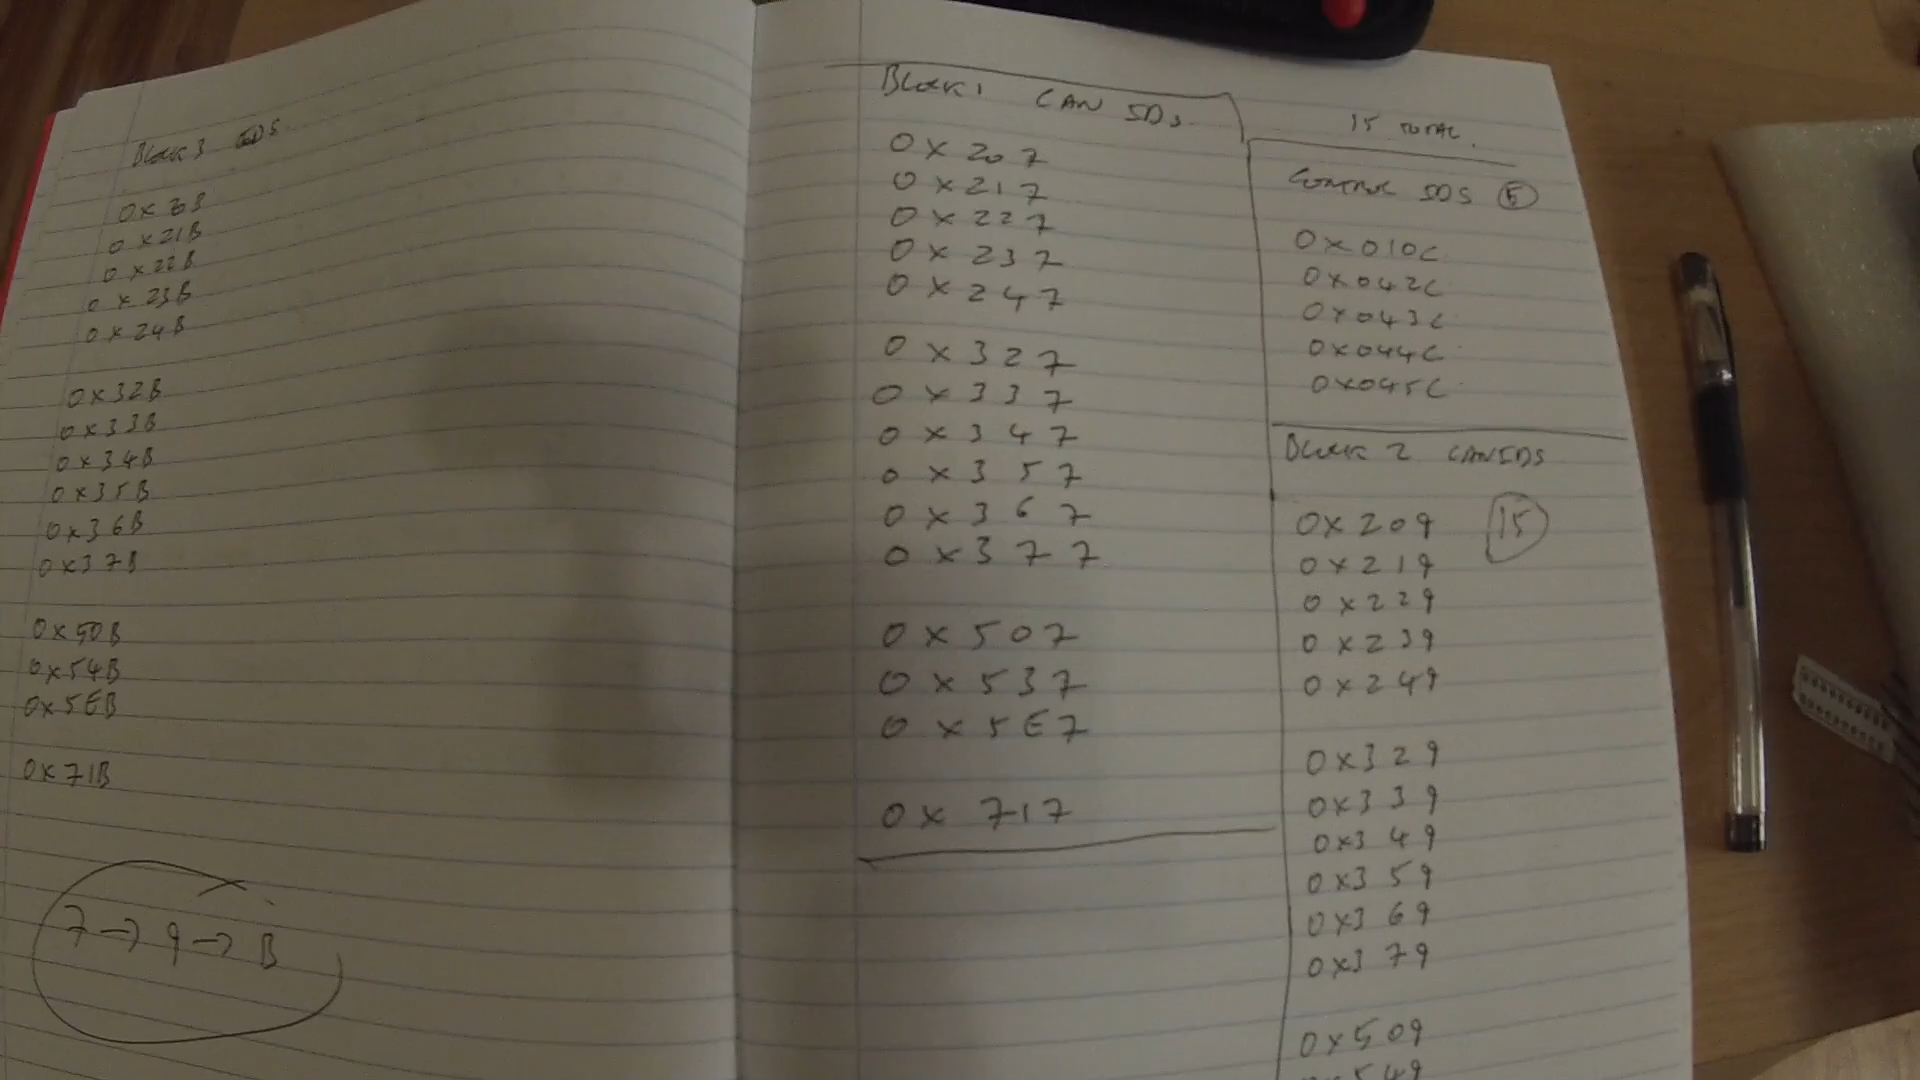 Block 3 IDS
0x21B
0x22B
0x23B
0x24B
0x32B
0x33B
0x34B
0x35B
0x36B
0x37B
0x50B
0x54B
0x5EB
0x71B
7 → 9 → B
Block 1 CAN IDs
0x207
0x217
0x227
0x237
0x247
0x327
0x337
0x347
0x357
0x367
0x377
0x507
0x537
0x5E7
0x717
15 TOTAL.
CONTROL IDS 5
0x010C
0x042C
0x043C
0x044C
0x045C
Block 2 CAN IDS
0x209 15
0x219
0x229
0x239
0x249
0x329
0x339
0x349
0x359
0x369
0x379
0x509